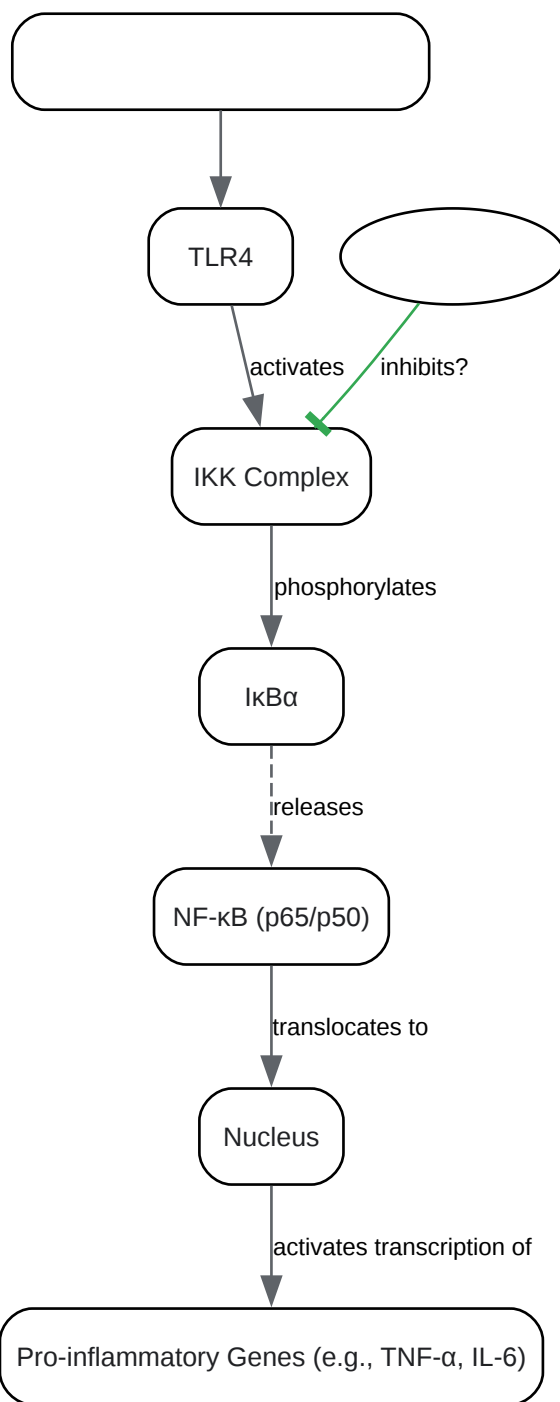 TLR4
activates
inhibits?
IKK Complex
phosphorylates
IκBα
releases
NF-κB (p65/p50)
translocates to
Nucleus
activates transcription of
Pro-inflammatory Genes (e.g., TNF-α, IL-6)